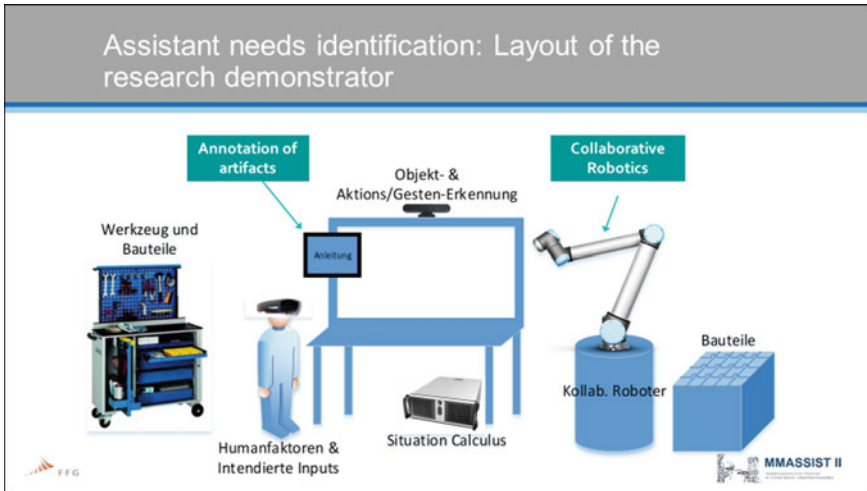 Assistant needs identification: Layout of the
research demonstrator
Annotation of
artifacts
Collaborative
Robotics
Objekt- &
Aktions/Gesten-Erkennung
Werkzeug und
Bauteile
Anleitung
Bauteile
Kollab. Roboter
Situation Calculus
Humanfaktoren &
Intendierte Inputs
FFG
MMASSIST II